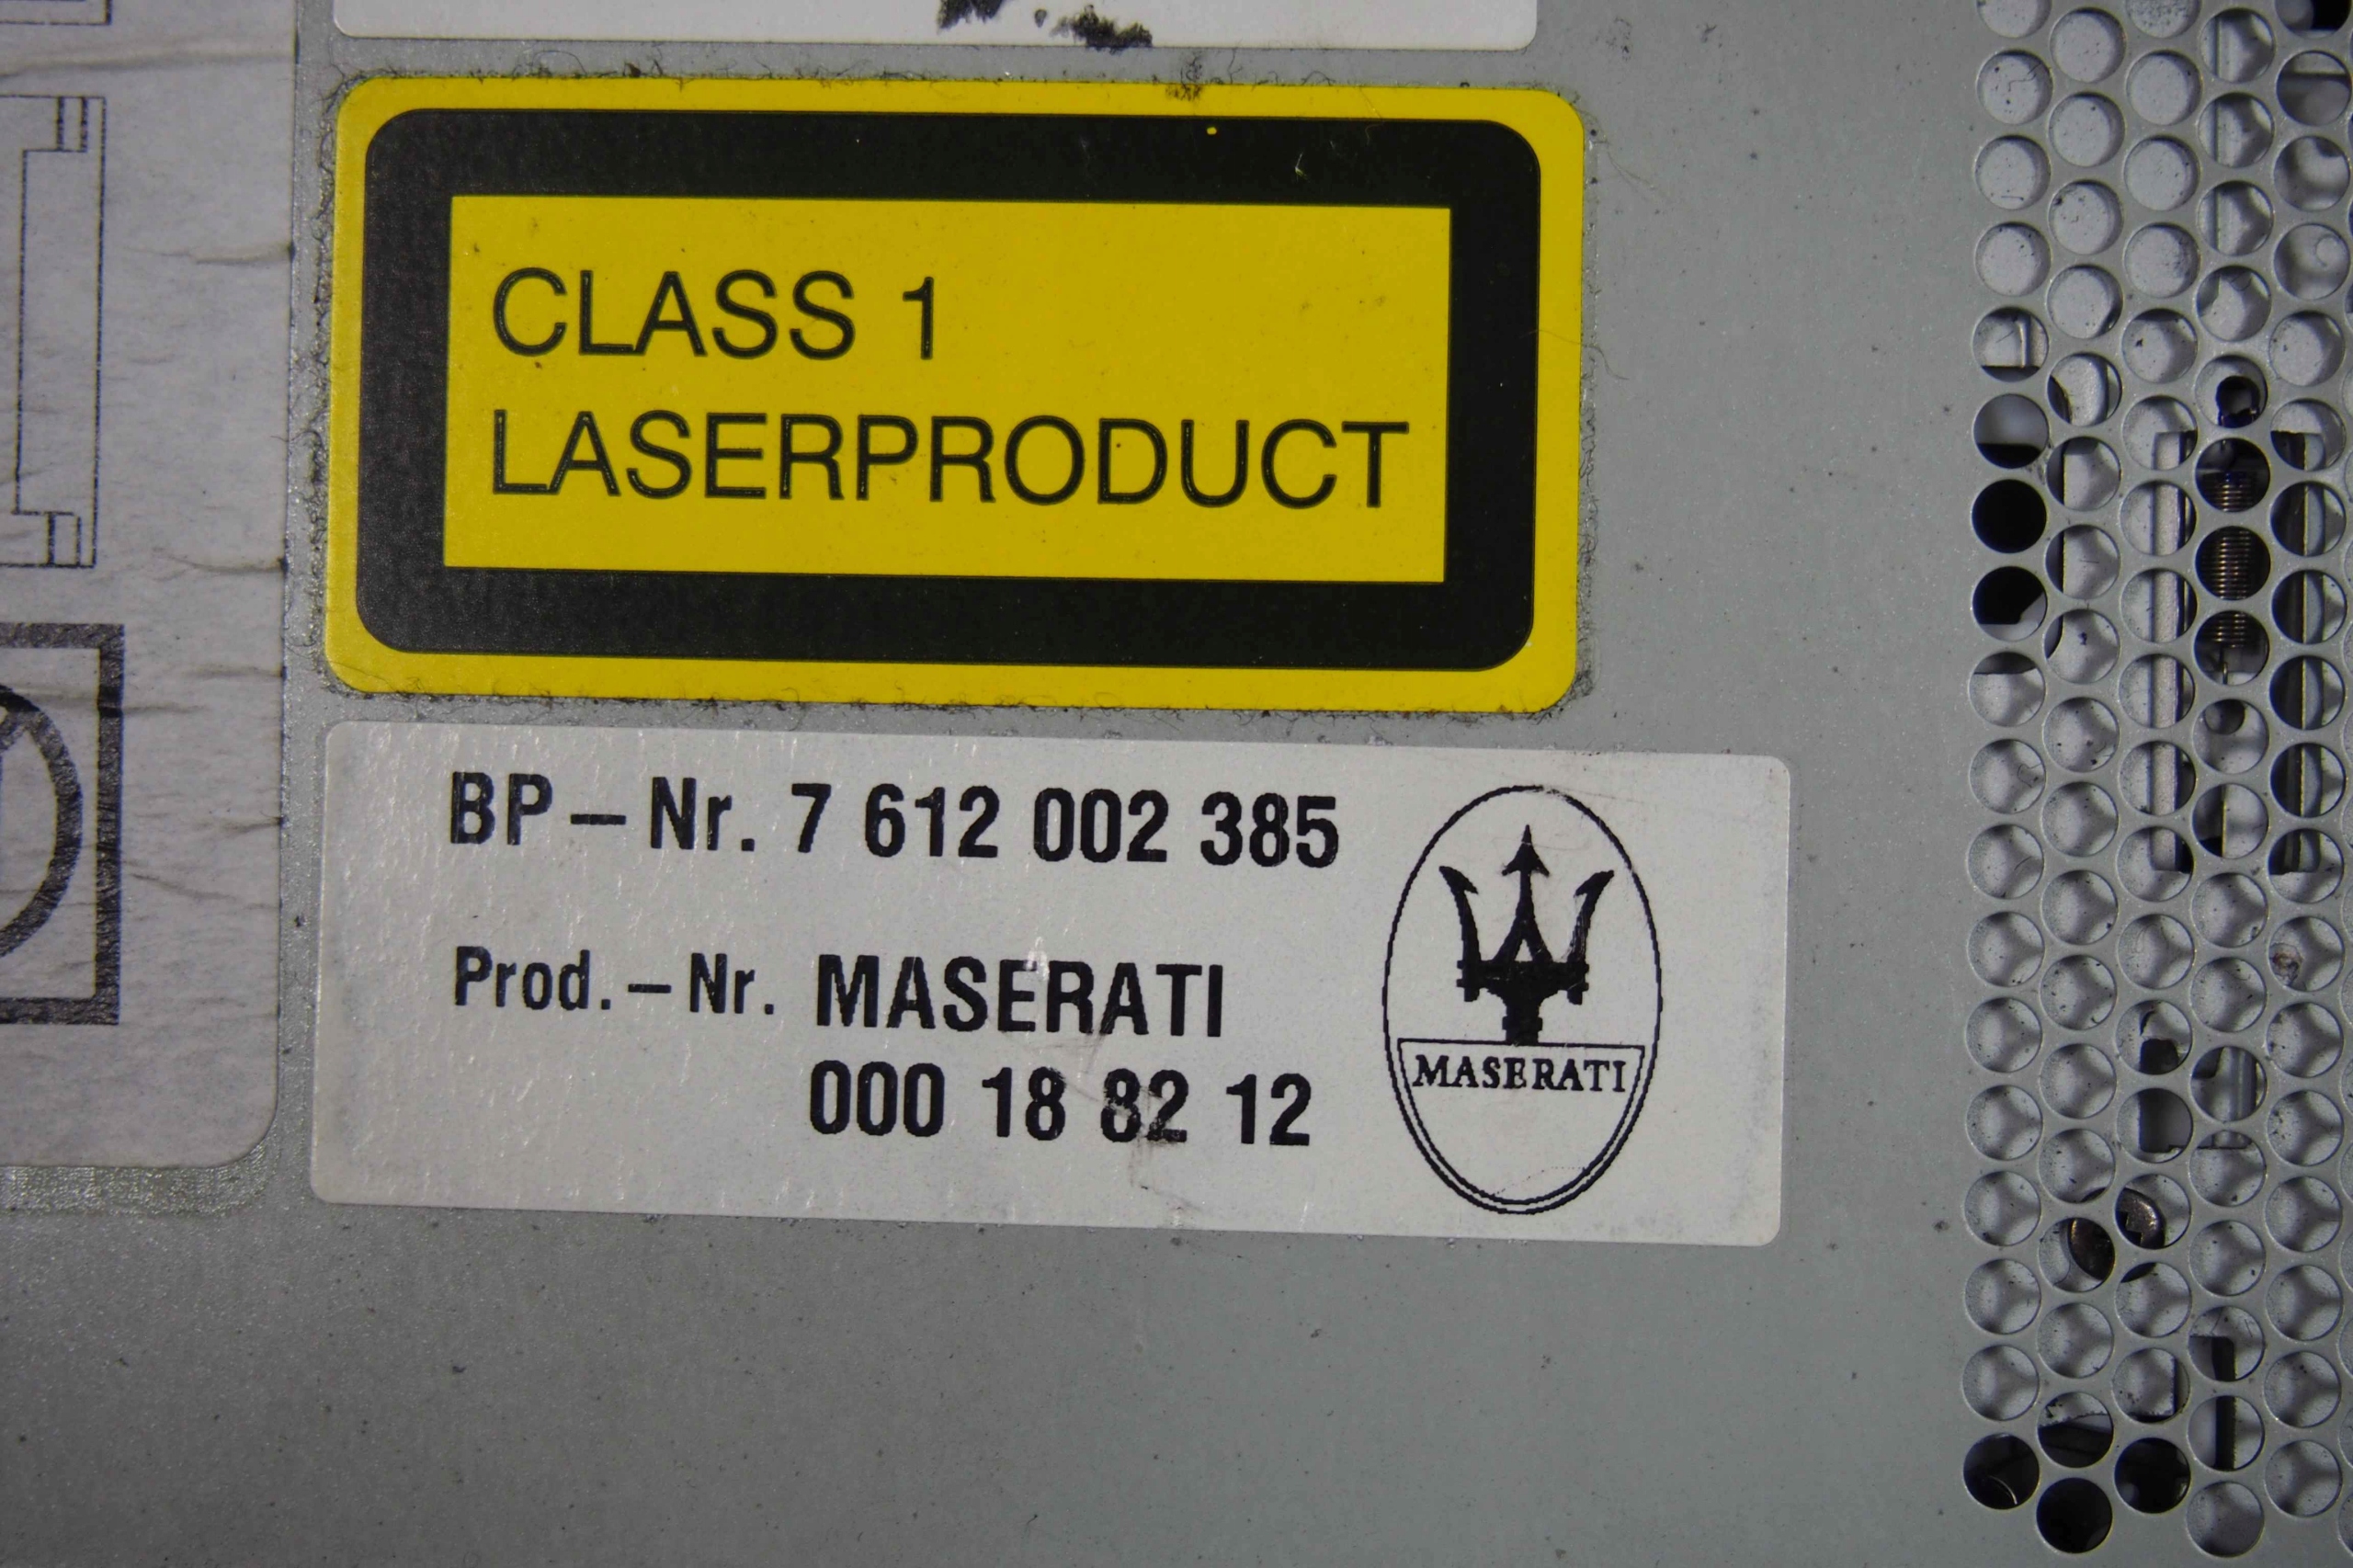 CLASS 1
LASERPRODUCT
BP – Nr. 7 612 002 385
Prod. – Nr. MASERATI
000 18 82 12
MASERATI